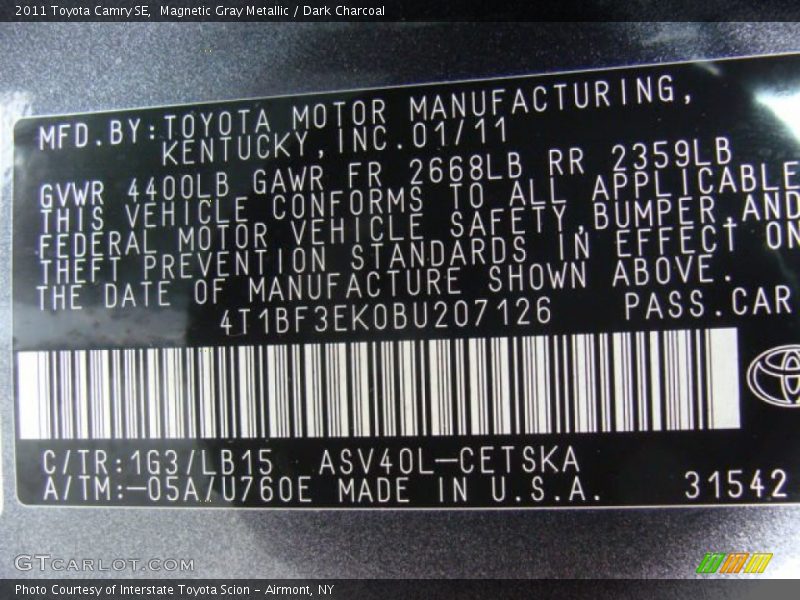 2011 Toyota Camry SE,  Magnetic Gray Metallic / Dark Charcoal
MFD.BY:TOYOTA MOTOR MANUFACTURING,
KENTUCKY,INC.01/11
GVWR 4400LB GAWR FR 2668LB RR 2359LB
THIS VEHICLE CONFORMS TO ALL APPLICABLE
FEDERAL MOTOR VEHICLE SAFETY,BUMPER,AND
THEFT PREVENTION STANDARDS IN EFFECT ON
THE DATE OF MANUFACTURE SHOWN ABOVE.
4T1BF3EK0BU207126 PASS.CAR
C/TR:1G3/LB15 ASV40L-CETSKA
A/TM:-05A/U760E MADE IN U.S.A. 31542
GTCARLOT.COM
Photo Courtesy of Interstate Toyota Scion - Airmont, NY